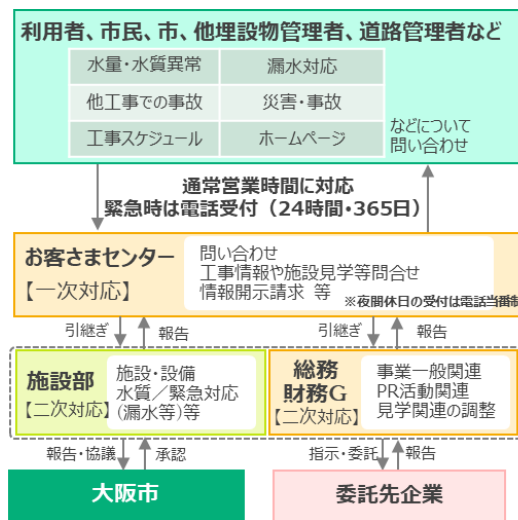 利用者、市民、市、他埋設物管理者、道路管理者など
水量・水質異常 漏水対応
他工事での事故 災害・事故
工事スケジュール ホームページ
などについて
問い合わせ
通常営業時間に対応
緊急時は電話受付（24時間・365日）
お客さまセンター
【一次対応】
問い合わせ
工事情報や施設見学等問合せ
情報開示請求 等
※夜間休日の受付は電話当番制
引継ぎ 報告 引継ぎ 報告
施設部
【二次対応】
施設・設備
水質／緊急対応
(漏水等)等
総務
財務G
【二次対応】
事業一般関連
PR活動関連
見学関連の調整
報告・協議 承認 指示・委託 報告
大阪市 委託先企業